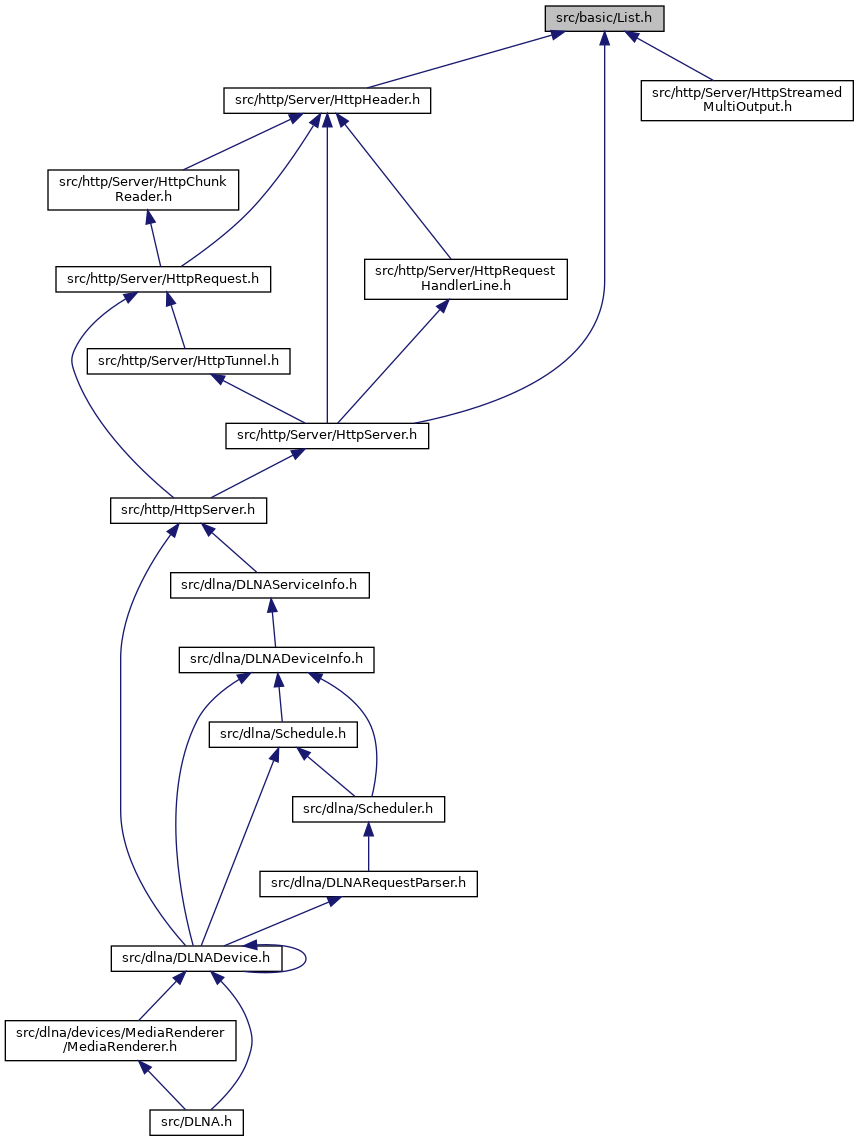 src/basic/List.h
src/http/Server/HttpHeader.h
src/http/Server/HttpStreamed
MultiOutput.h
src/http/Server/HttpChunk
Reader.h
src/http/Server/HttpRequest.h
src/http/Server/HttpRequest
HandlerLine.h
src/http/Server/HttpTunnel.h
src/http/Server/HttpServer.h
src/http/HttpServer.h
src/dlna/DLNAServiceInfo.h
src/dlna/DLNADeviceInfo.h
src/dlna/Schedule.h
src/dlna/Scheduler.h
src/dlna/DLNARequestParser.h
src/dlna/DLNADevice.h
src/dlna/devices/MediaRenderer
/MediaRenderer.h
src/DLNA.h